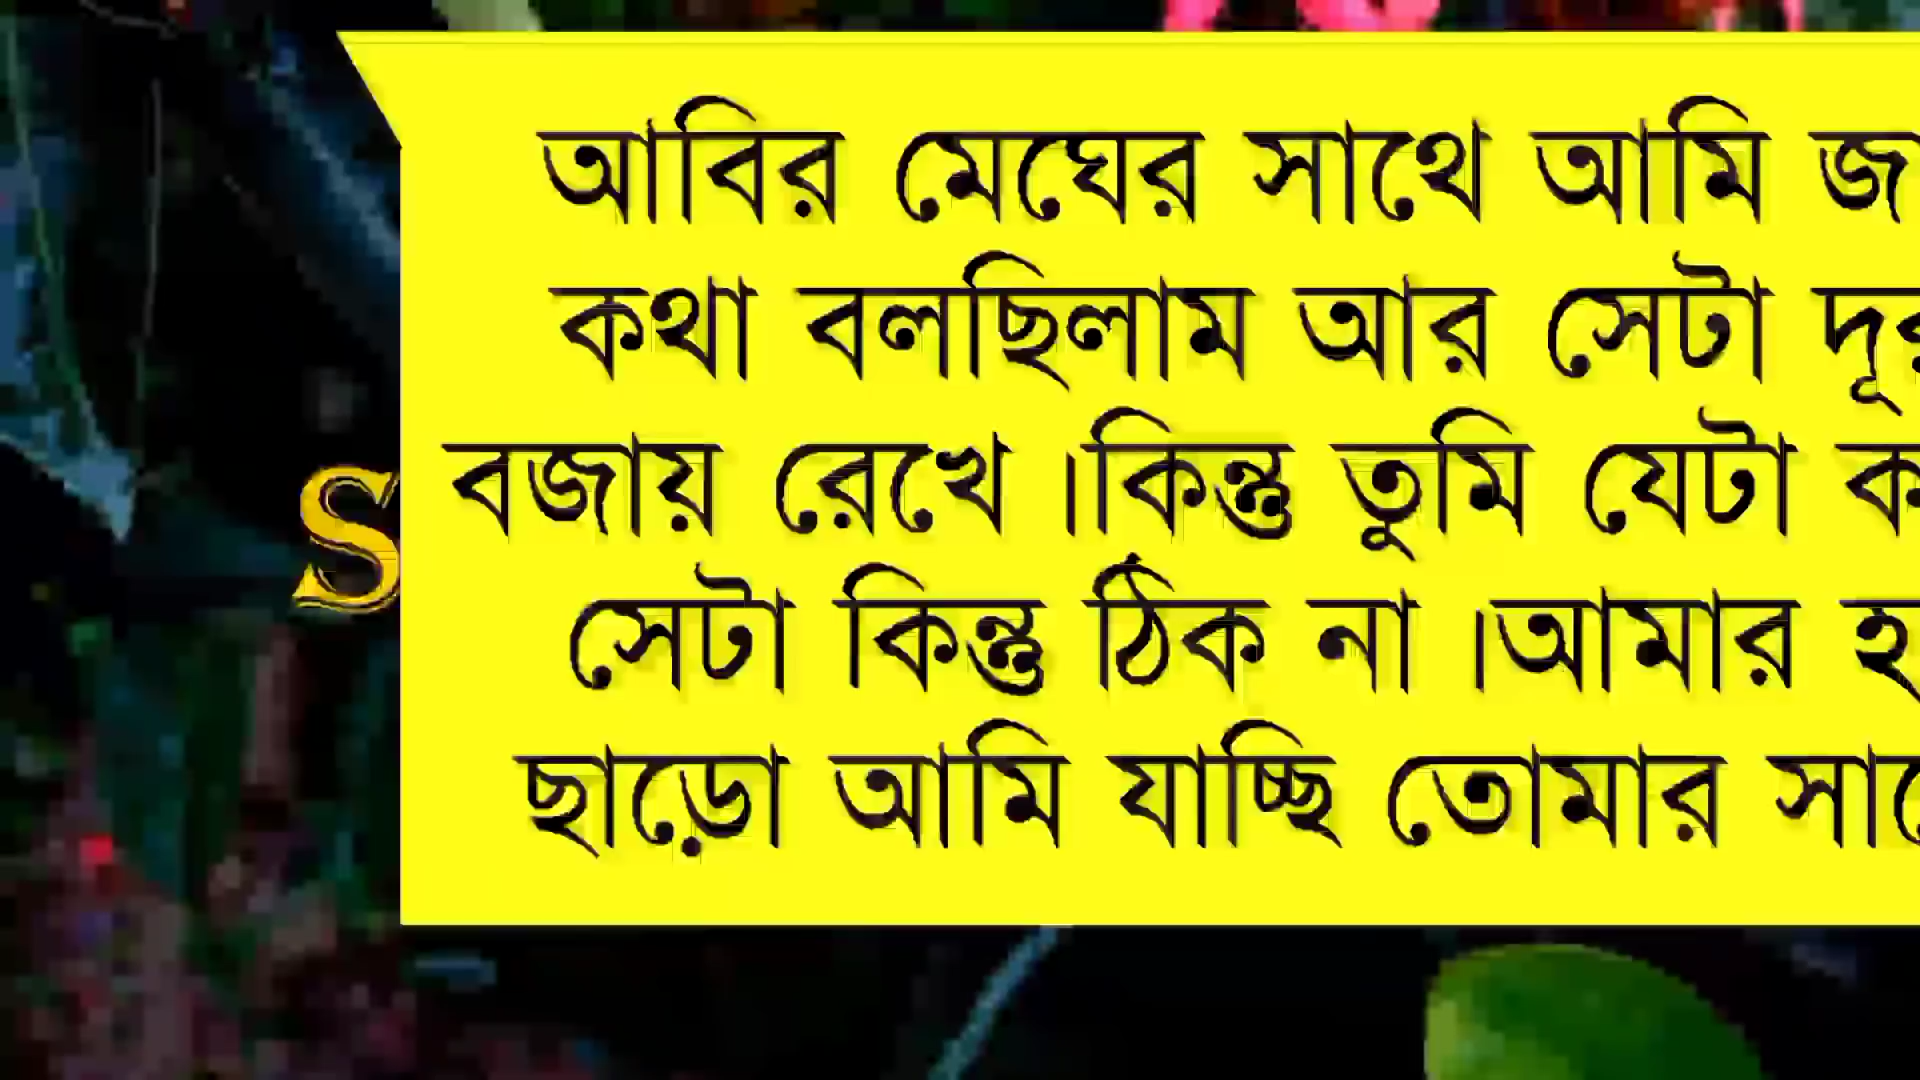 আবির মেঘের সাথে আমি
কথা বলছিলাম আর সেটা
S
বজায় রেখে ।কিন্তু তুমি যেটা
সেটা কিন্তু ঠিক না ।আমার
ছাড়ো আমি যাচ্ছি তোমার